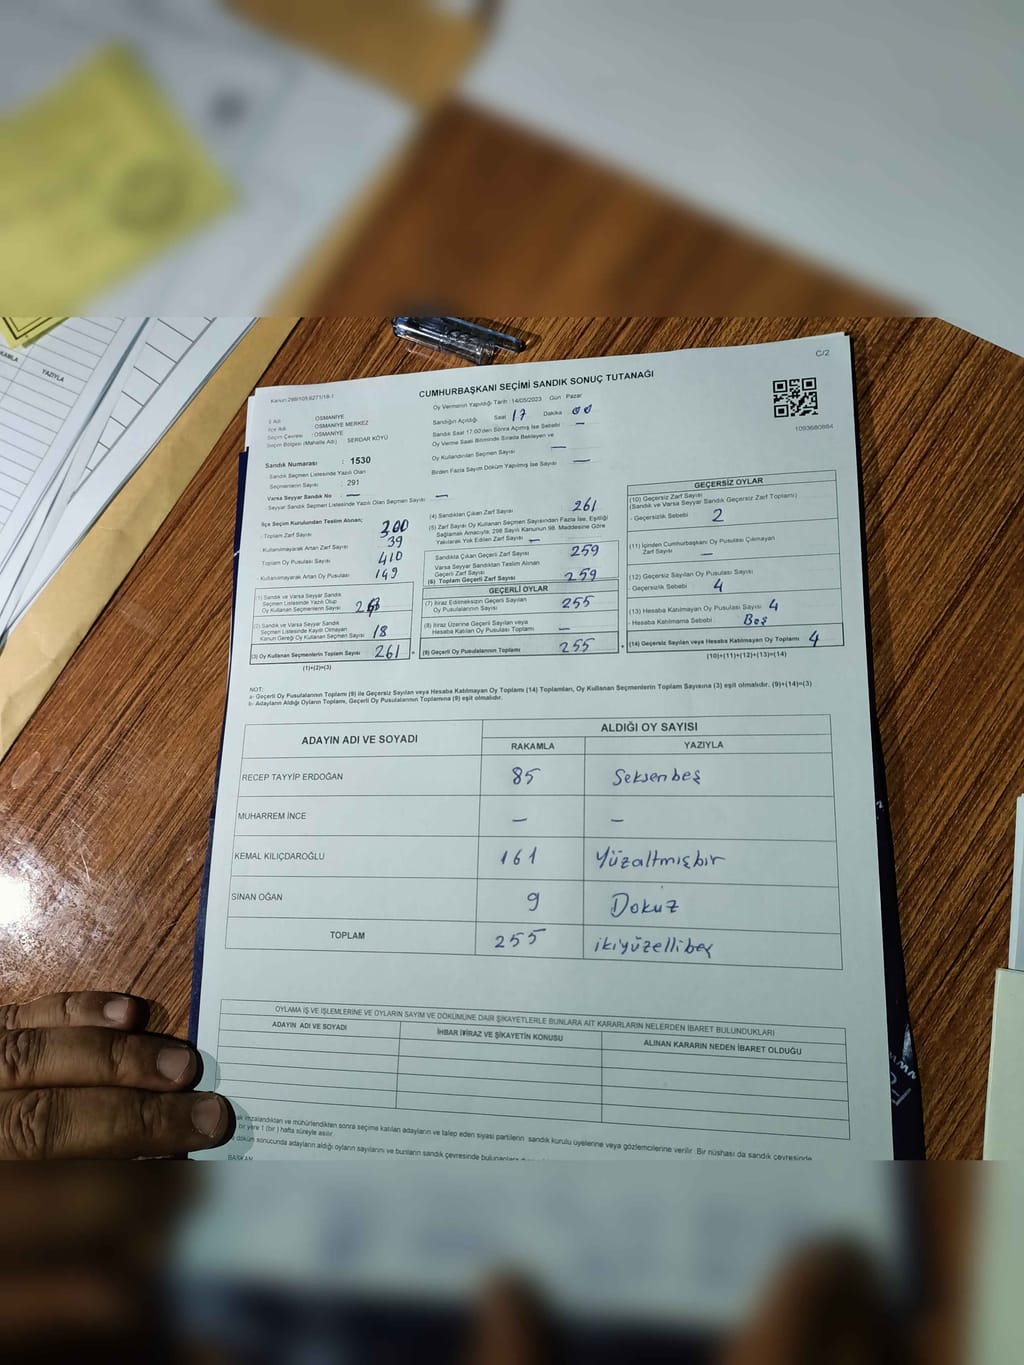 KAMLA
YAZIYLA
C/2
CUMHURBAŞKANI SEÇİMİ SANDIK SONUÇ TUTANAĞI
Oy Vermenin Yapıldığı Tarih :14/05/2023 Gün Pazar
Sandığın Açıldığı Saat 17 Dakika 00
Sandık Saat 17:00'den Sonra Açılmış İse Sebebi —
Oy Verme Saati Bitiminde Sırada Bekleyen ve
Oy Kullandırılan Seçmen Sayısı —
Birden Fazla Sayım Döküm Yapılmış İse Sayısı —
1093680884
İl Adı : OSMANİYE
İlçe Adı : OSMANİYE MERKEZ
Seçim Çevresi : OSMANİYE
Seçim Bölgesi (Mahalle Adı) SERDAR KÖYÜ
Sandık Numarası : 1530
Sandık Seçmen Listesinde Yazılı Olan
Seçmenlerin Sayısı : 291
Varsa Seyyar Sandık No : —
Seyyar Sandık Seçmen Listesinde Yazılı Olan Seçmen Sayısı —
İlçe Seçim Kurulundan Teslim Alınan;
- Toplam Zarf Sayısı 300
- Kullanılmayarak Artan Zarf Sayısı 39
- Toplam Oy Pusulası Sayısı 410
- Kullanılmayarak Artan Oy Pusulası 149
(1) Sandık ve Varsa Seyyar Sandık
Seçmen Listesinde Yazılı Olup
Oy Kullanan Seçmenlerin Sayısı
(2) Sandık ve Varsa Seyyar Sandık
Seçmen Listesinde Kayıtlı Olmayan
Kanun Gereği Oy Kullanan Seçmen Sayısı 18
(3) Oy Kullanan Seçmenlerin Toplam Sayısı 261
(1)+(2)=(3)
(4) Sandıktan Çıkan Zarf Sayısı 261
(5) Zarf Sayısı Oy Kullanan Seçmen Sayısından Fazla İse, Eşitliği
Sağlamak Amacıyla; 298 Sayılı Kanunun 98. Maddesine Göre
Yakılarak Yok Edilen Zarf Sayısı —
Sandıkta Çıkan Geçerli Zarf Sayısı 259
Varsa Seyyar Sandıktan Teslim Alınan
Geçerli Zarf Sayısı
(6) Toplam Geçerli Zarf Sayısı 259
GEÇERLİ OYLAR
(7) İtiraz Edilmeksizin Geçerli Sayılan
Oy Pusulalarının Sayısı 255
(8) İtiraz Üzerine Geçerli Sayılan veya
Hesaba Katılan Oy Pusulaları Toplamı —
(9) Geçerli Oy Pusulalarının Toplamı 255
GEÇERSİZ OYLAR
(10) Geçersiz Zarf Sayısı
(Sandık ve Varsa Seyyar Sandık Geçersiz Zarf Toplamı)
- Geçersizlik Sebebi 2
(11) İçinden Cumhurbaşkanı Oy Pusulası Çıkmayan
Zarf Sayısı —
(12) Geçersiz Sayılan Oy Pusulası Sayısı
- Geçersizlik Sebebi 4
(13) Hesaba Katılmayan Oy Pusulası Sayısı 4
- Hesaba Katılmama Sebebi Boş
(14) Geçersiz Sayılan veya Hesaba Katılmayan Oy Toplamı 4
(10)+(11)+(12)+(13)=(14)
NOT:
a- Geçerli Oy Pusulalarının Toplamı (9) ile Geçersiz Sayılan veya Hesaba Katılmayan Oy Toplamı (14) Toplamları, Oy Kullanan Seçmenlerin Toplam Sayısına (3) eşit olmalıdır. (9)+(14)=(3)
b- Adayların Aldığı Oyların Toplamı, Geçerli Oy Pusulalarının Toplamına (9) eşit olmalıdır.
ADAYIN ADI VE SOYADI
ALDIĞI OY SAYISI
RAKAMLA YAZIYLA
RECEP TAYYİP ERDOĞAN 85 Seksenbeş
MUHARREM İNCE — —
KEMAL KILIÇDAROĞLU 161 Yüzaltmışbir
SİNAN OĞAN 9 Dokuz
TOPLAM 255 ikiyüzellibeş
OYLAMA İŞ VE İŞLEMLERİNE VE OYLARIN SAYIM VE DÖKÜMÜNE DAİR ŞİKAYETLERLE BUNLARA AİT KARARLARIN NELERDEN İBARET BULUNDUKLARI
ADAYIN ADI VE SOYADI İHBAR İTİRAZ VE ŞİKAYETİN KONUSU ALINAN KARARIN NEDEN İBARET OLDUĞU
imzalandıktan ve mühürlendikten sonra seçime katılan adayların ve talep eden siyasi partilerin sandık kurulu üyelerine veya gözlemcilerine verilir. Bir nüshası da sandık çevresinde
bir yere 1 (bir) hafta süreyle asılır.
döküm sonucunda adayların aldığı oyların sayılarını ve bunların sandık çevresinde
BAŞKAN